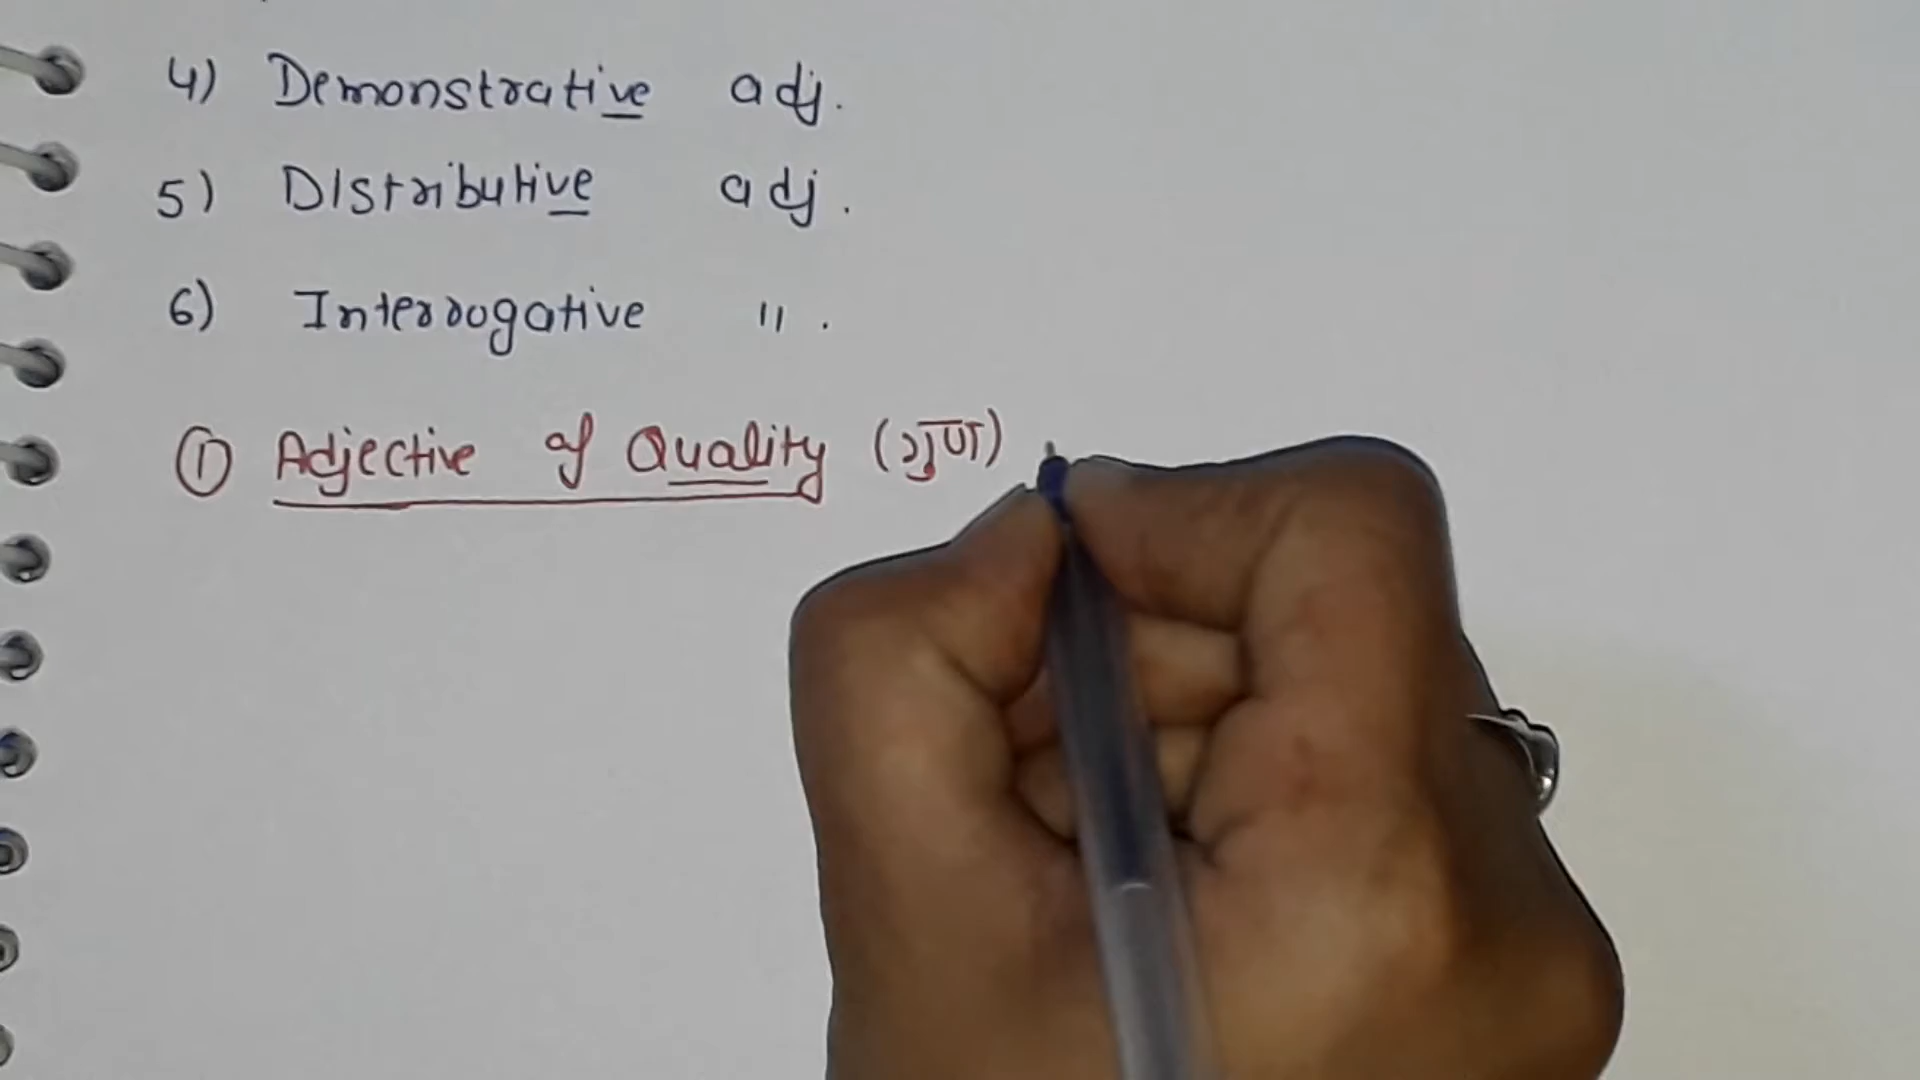 4) Demonstrative adj.
5) Distributive adj.
6) Interrogative " .
① Adjective of Quality (गुण)